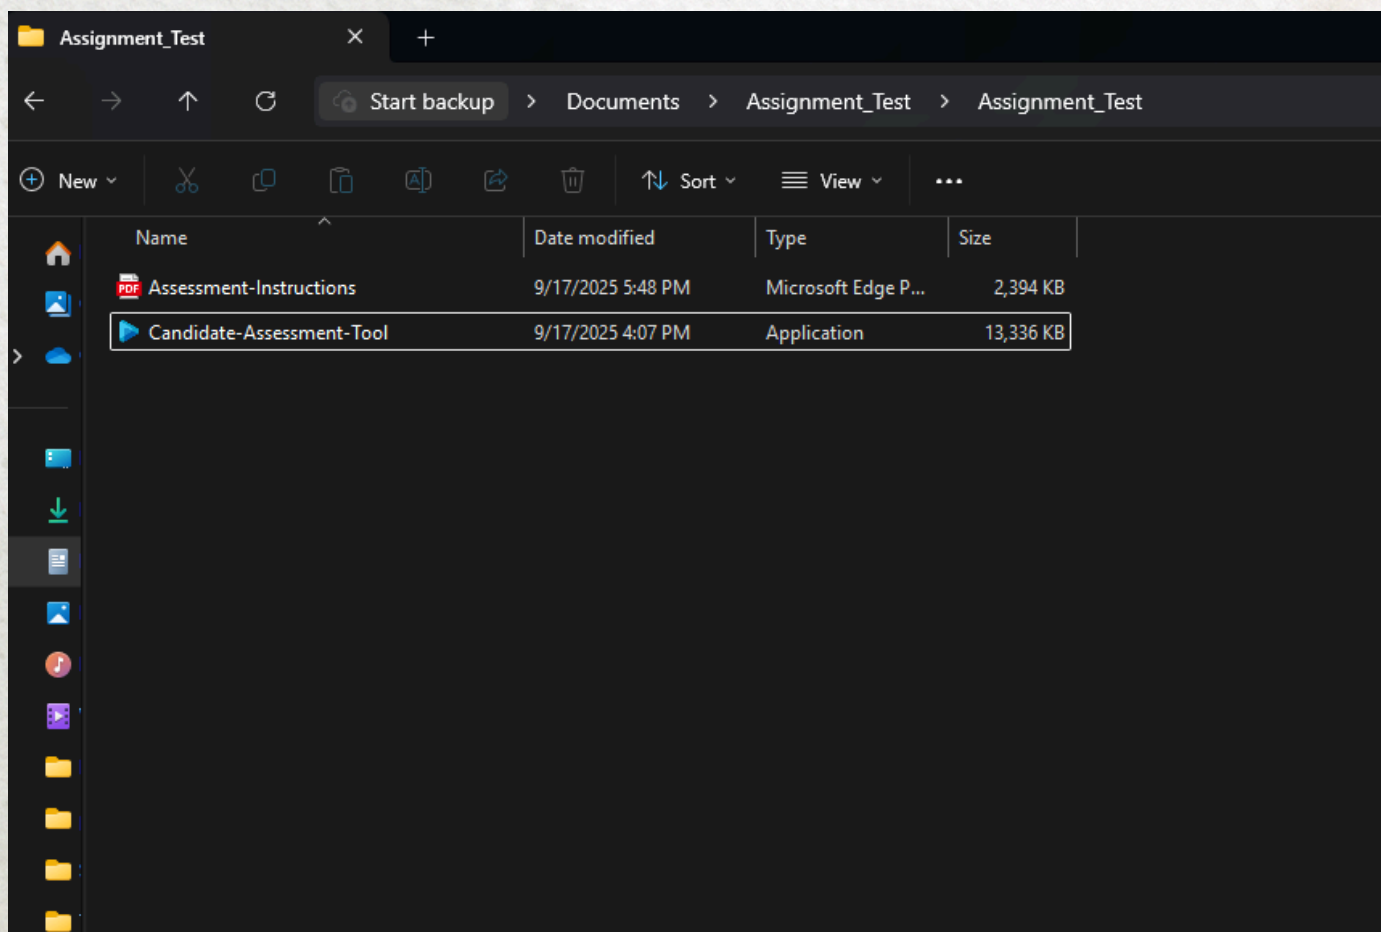 Assignment_Test
Start backup > Documents > Assignment_Test > Assignment_Test
New Sort View
Name Date modified Type Size
PDF Assessment-Instructions 9/17/2025 5:48 PM Microsoft Edge P... 2,394 KB
Candidate-Assessment-Tool 9/17/2025 4:07 PM Application 13,336 KB